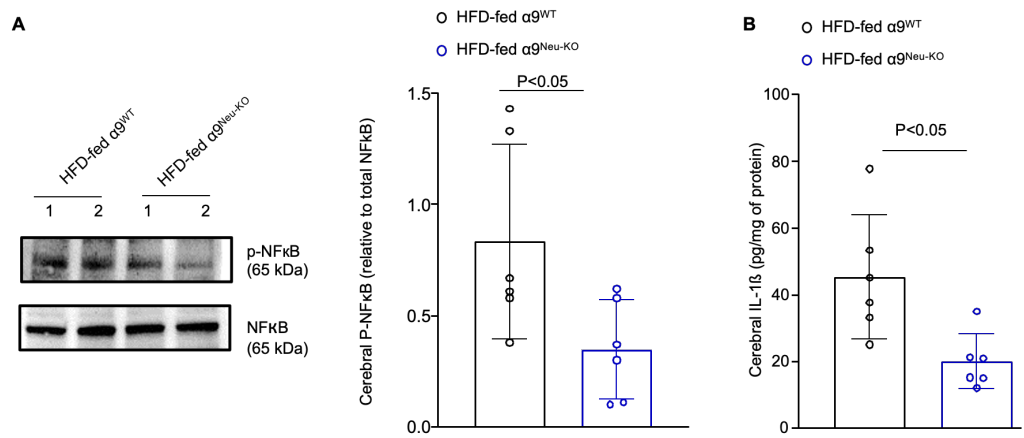 A
HFD-fed α9WT
HFD-fed α9Neu-KO
1 2 1 2
p-NFκB
(65 kDa)
NFκB
(65 kDa)
HFD-fed α9WT
HFD-fed α9Neu-KO
P<0.05
Cerebral P-NFkB (relative to total NFkB)
1.5
1.0
0.5
0.0
B
HFD-fed α9WT
HFD-fed α9Neu-KO
P<0.05
Cerebral IL-1ß (pg/mg of protein)
100
80
60
40
20
0